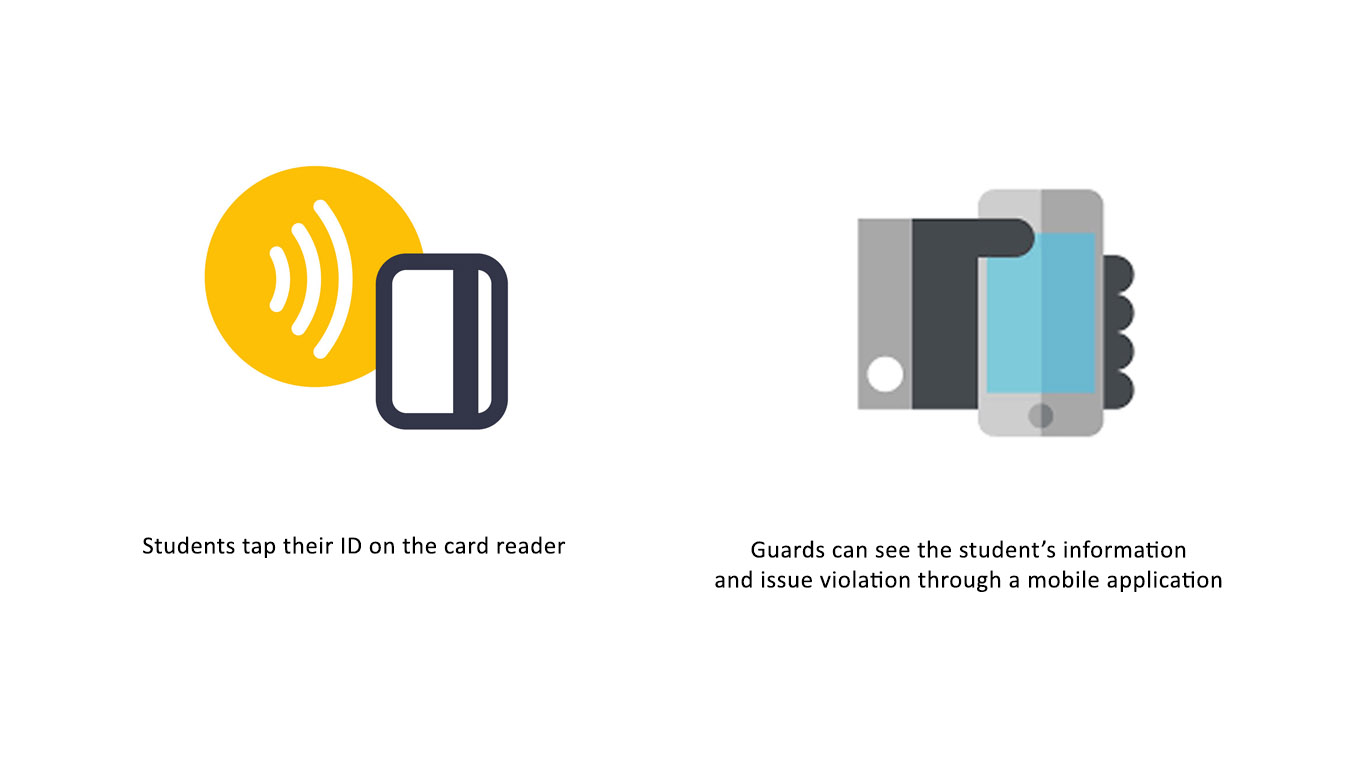 Students tap their ID on the card reader
Guards can see the student’s information
and issue violation through a mobile application